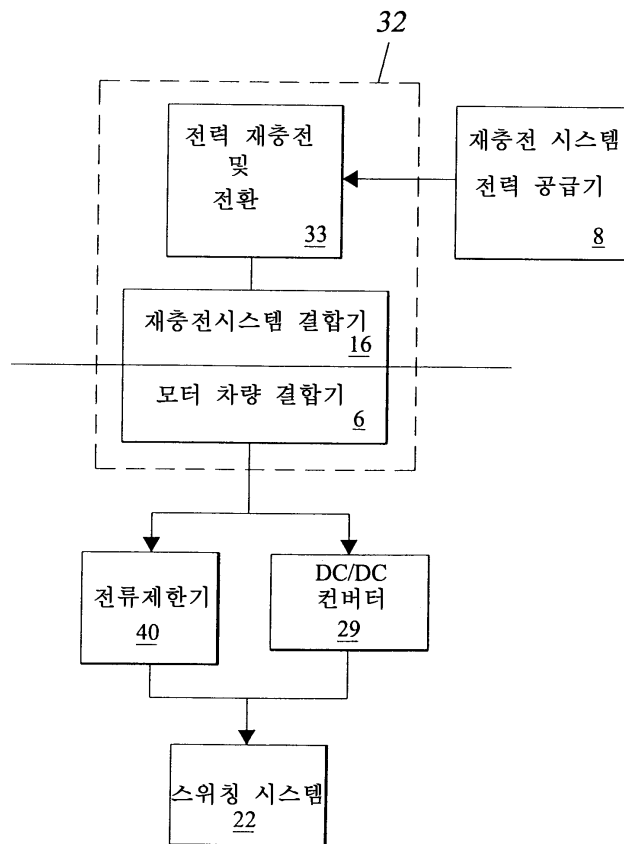 32
전력 재충전
및
전환
33
재충전 시스템
전력 공급기
8
재충전시스템 결합기
16
모터 차량 결합기
6
전류제한기
40
DC/DC
컨버터
29
스위칭 시스템
22